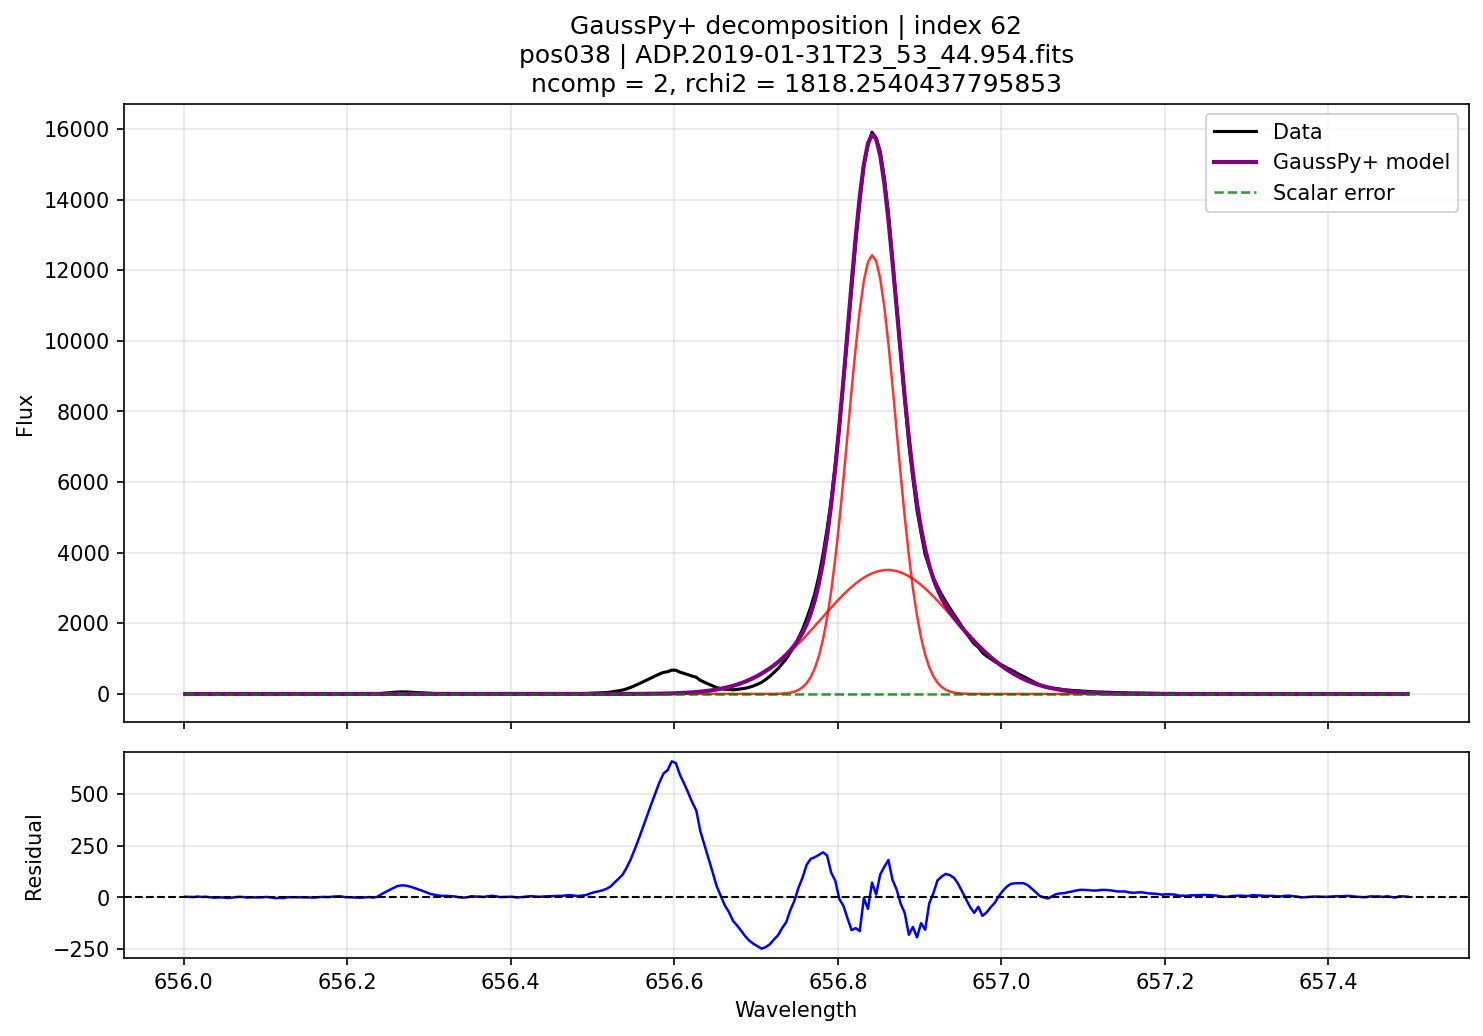 GaussPy+ decomposition | index 62
pos038 | ADP.2019-01-31T23_53_44.954.fits
ncomp = 2, rchi2 = 1818.2540437795853
Data
GaussPy+ model
Scalar error
16000
14000
12000
10000
8000
6000
4000
2000
0
Flux
500
250
0
−250
Residual
656.0
656.2
656.4
656.6
656.8
657.0
657.2
657.4
Wavelength